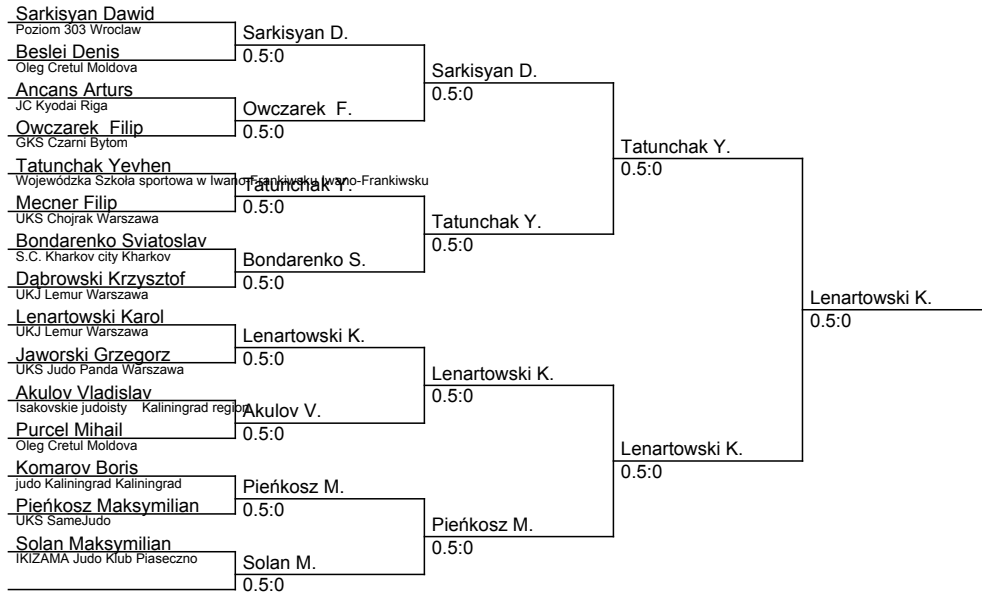 Sarkisyan Dawid
Poziom 303 Wroclaw
Beslei Denis
Oleg Cretul Moldova
Ancans Arturs
JC Kyodai Riga
Owczarek  Filip
GKS Czarni Bytom
Tatunchak Yevhen
Wojewódzka Szkoła sportowa w Iwano-Frankiwsku Iwano-Frankiwsku
Mecner Filip
UKS Chojrak Warszawa
Bondarenko Sviatoslav
S.C. Kharkov city Kharkov
Dąbrowski Krzysztof
UKJ Lemur Warszawa
Lenartowski Karol
UKJ Lemur Warszawa
Jaworski Grzegorz
UKS Judo Panda Warszawa
Akulov Vladislav
Isakovskie judoisty    Kaliningrad region
Purcel Mihail
Oleg Cretul Moldova
Komarov Boris
judo Kaliningrad Kaliningrad
Pieńkosz Maksymilian
UKS SameJudo
Solan Maksymilian
IKIZAMA Judo Klub Piaseczno
Sarkisyan D.
0.5:0
Owczarek  F.
0.5:0
Tatunchak Y.
0.5:0
Bondarenko S.
0.5:0
Lenartowski K.
0.5:0
Akulov V.
0.5:0
Pieńkosz M.
0.5:0
Solan M.
0.5:0
Sarkisyan D.
0.5:0
Tatunchak Y.
0.5:0
Lenartowski K.
0.5:0
Pieńkosz M.
0.5:0
Tatunchak Y.
0.5:0
Lenartowski K.
0.5:0
Lenartowski K.
0.5:0